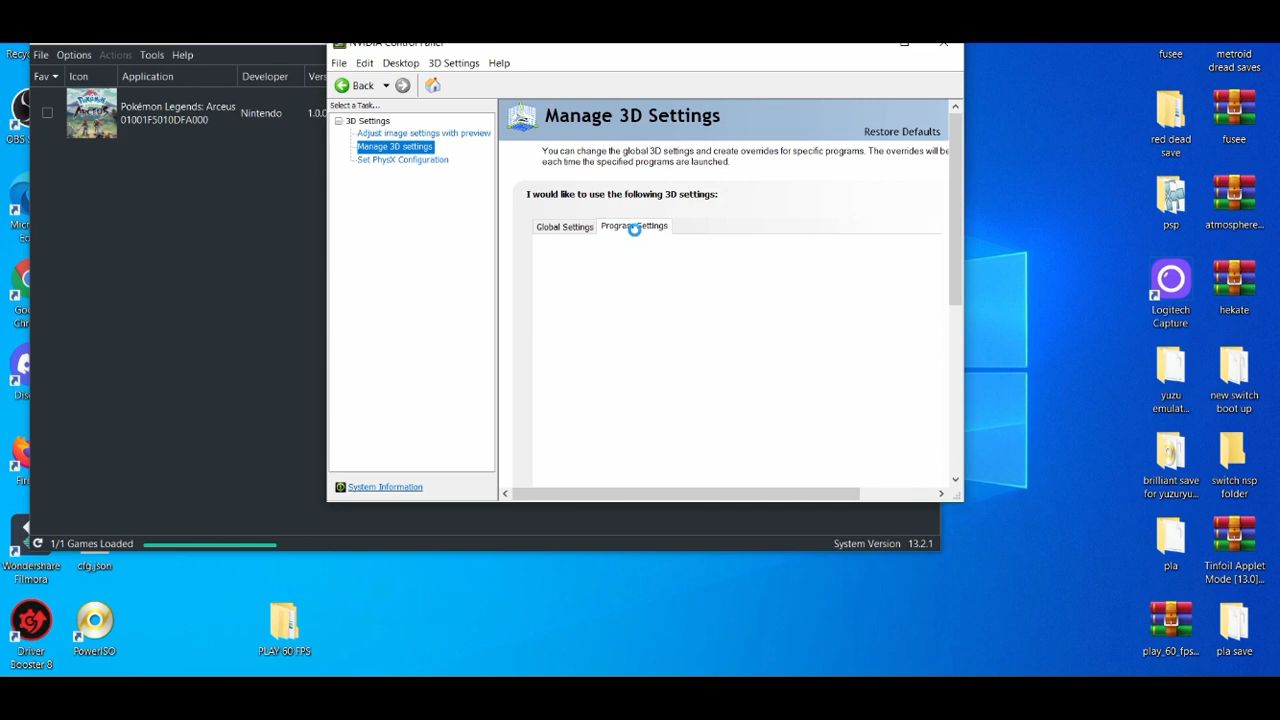 NVIDIA Control Panel
File Options Actions Tools Help
Fav Icon Application Developer
Pokémon Legends: Arceus
01001F5010DFA000
Nintendo
1/1 Games Loaded
System Version 13.2.1
File Edit Desktop 3D Settings Help
Back
Select a Task...
3D Settings
Adjust image settings with preview
Manage 3D settings
Set PhysX Configuration
System Information
Manage 3D Settings
Restore Defaults
You can change the global 3D settings and create overrides for specific programs. The overrides will be
each time the specified programs are launched.
I would like to use the following 3D settings:
Global Settings Program Settings
Wondershare
Filmora
cfg.json
Driver
Booster 8
PowerISO
PLAY 60 FPS
fusee
metroid
dread saves
red dead
save
fusee
psp
atmosphere...
Logitech
Capture
hekate
yuzu
emulat...
new switch
boot up
brilliant save
for yuzuryu...
switch nsp
folder
pla
Tinfoil Applet
Mode [13.0]...
play_60_fps...
pla save